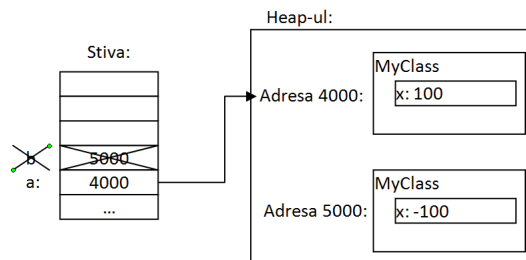 Heap-ul:
Stiva:
MyClass
x: 100
Adresa 4000:
b
5000
a:
4000
...
MyClass
x: -100
Adresa 5000: